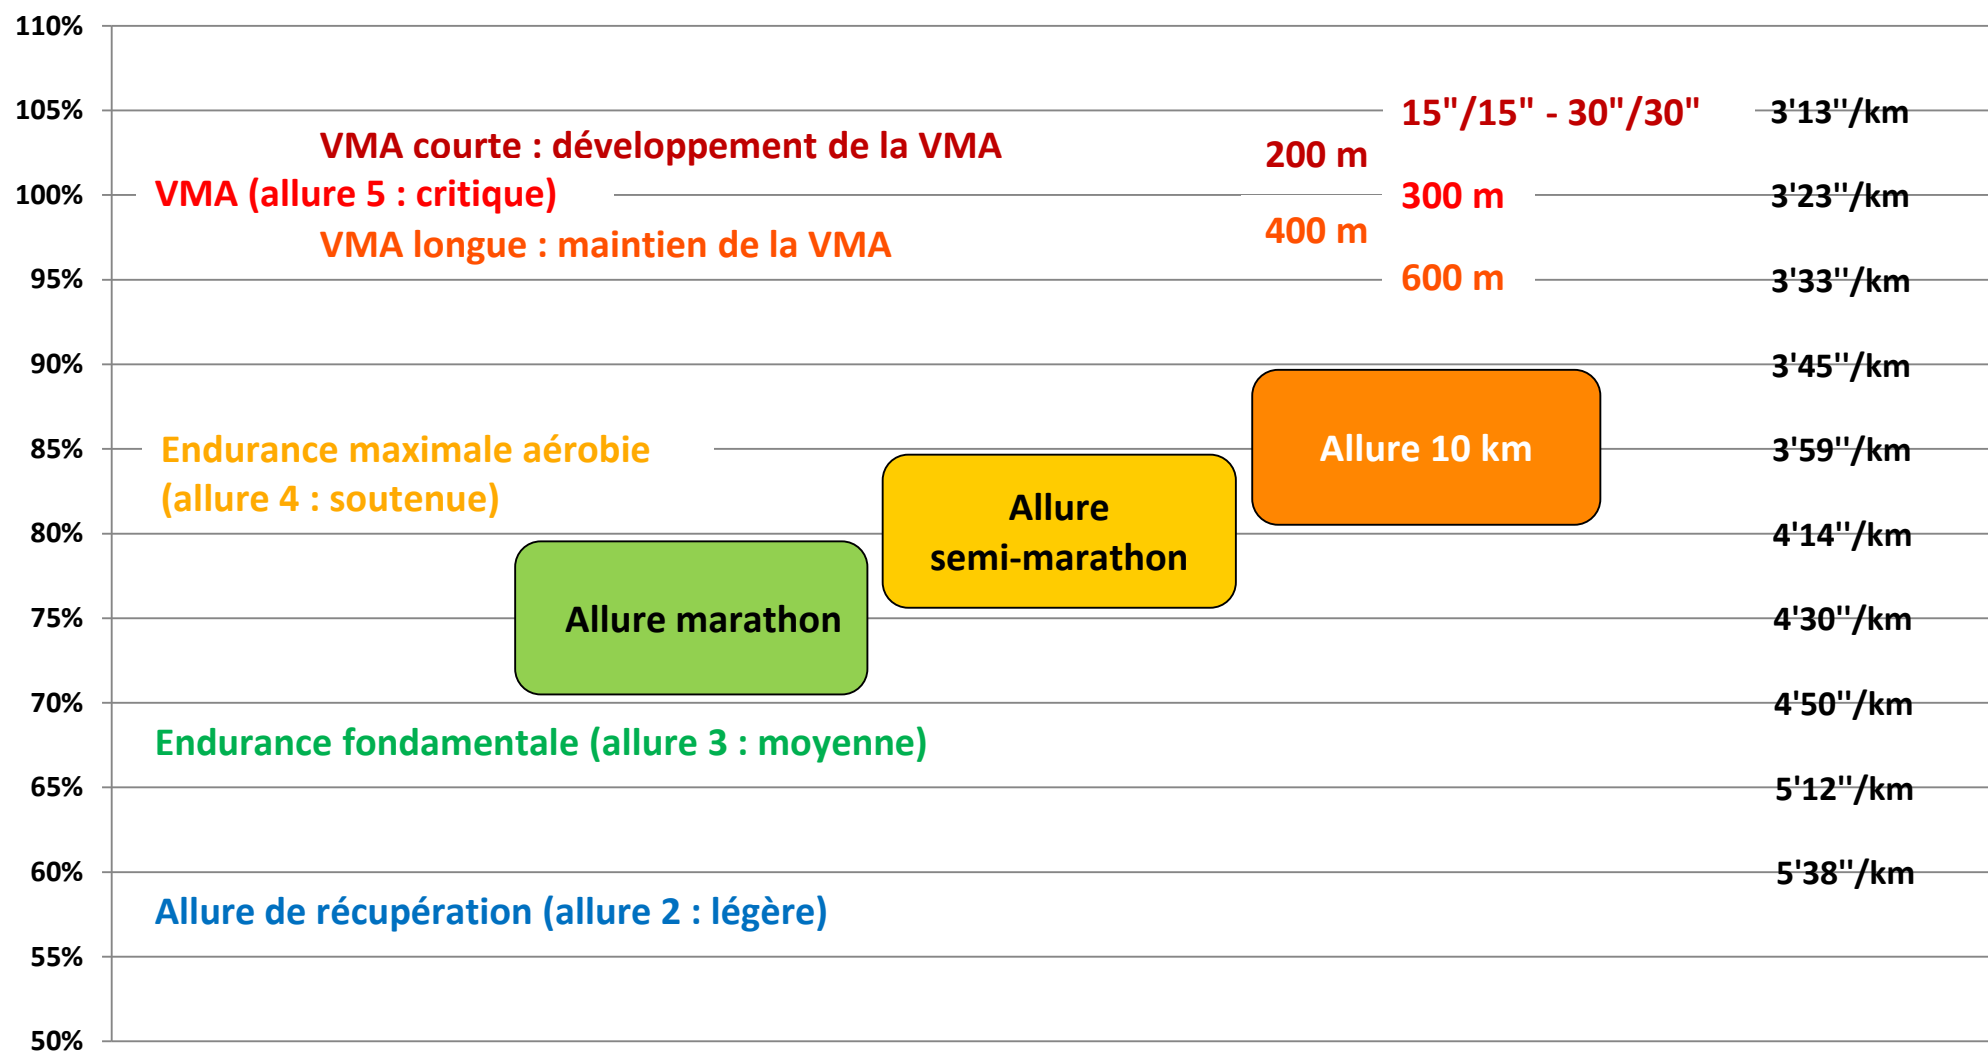 110%
105%
15"/15" - 30"/30"
3'13''/km
VMA courte : développement de la VMA
200 m
100%
VMA (allure 5 : critique)
300 m
3'23''/km
VMA longue : maintien de la VMA
400 m
95%
600 m
3'33''/km
90%
3'45''/km
85%
Endurance maximale aérobie
(allure 4 : soutenue)
Allure 10 km
3'59''/km
80%
Allure
semi-marathon
4'14''/km
75%
Allure marathon
4'30''/km
70%
4'50''/km
Endurance fondamentale (allure 3 : moyenne)
65%
5'12''/km
60%
5'38''/km
Allure de récupération (allure 2 : légère)
55%
50%